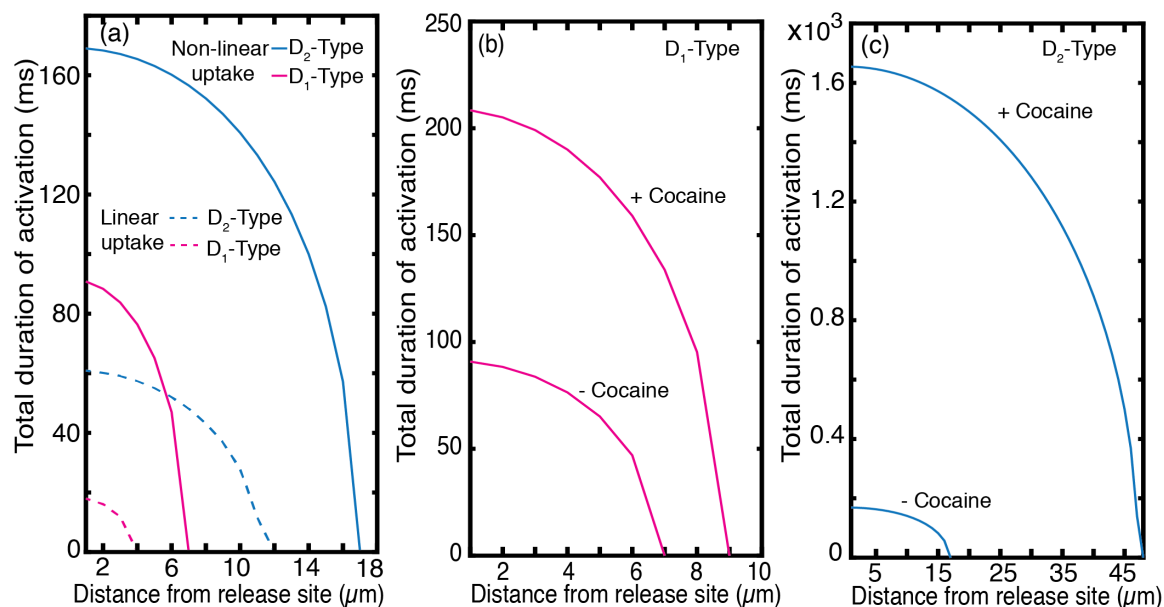 (a)
Non-linear
uptake
D₂-Type
D₁-Type
Linear
uptake
D₂-Type
D₁-Type
Total duration of activation (ms)
160
120
80
40
0
2 6 10 14 18
Distance from release site (µm)
(b)
D₁-Type
+ Cocaine
- Cocaine
Total duration of activation (ms)
250
200
150
100
50
0
2 4 6 8 10
Distance from release site (µm)
x10³
(c)
D₂-Type
+ Cocaine
- Cocaine
Total duration of activation (ms)
1.6
1.2
0.8
0.4
0
5 15 25 35 45
Distance from release site (µm)